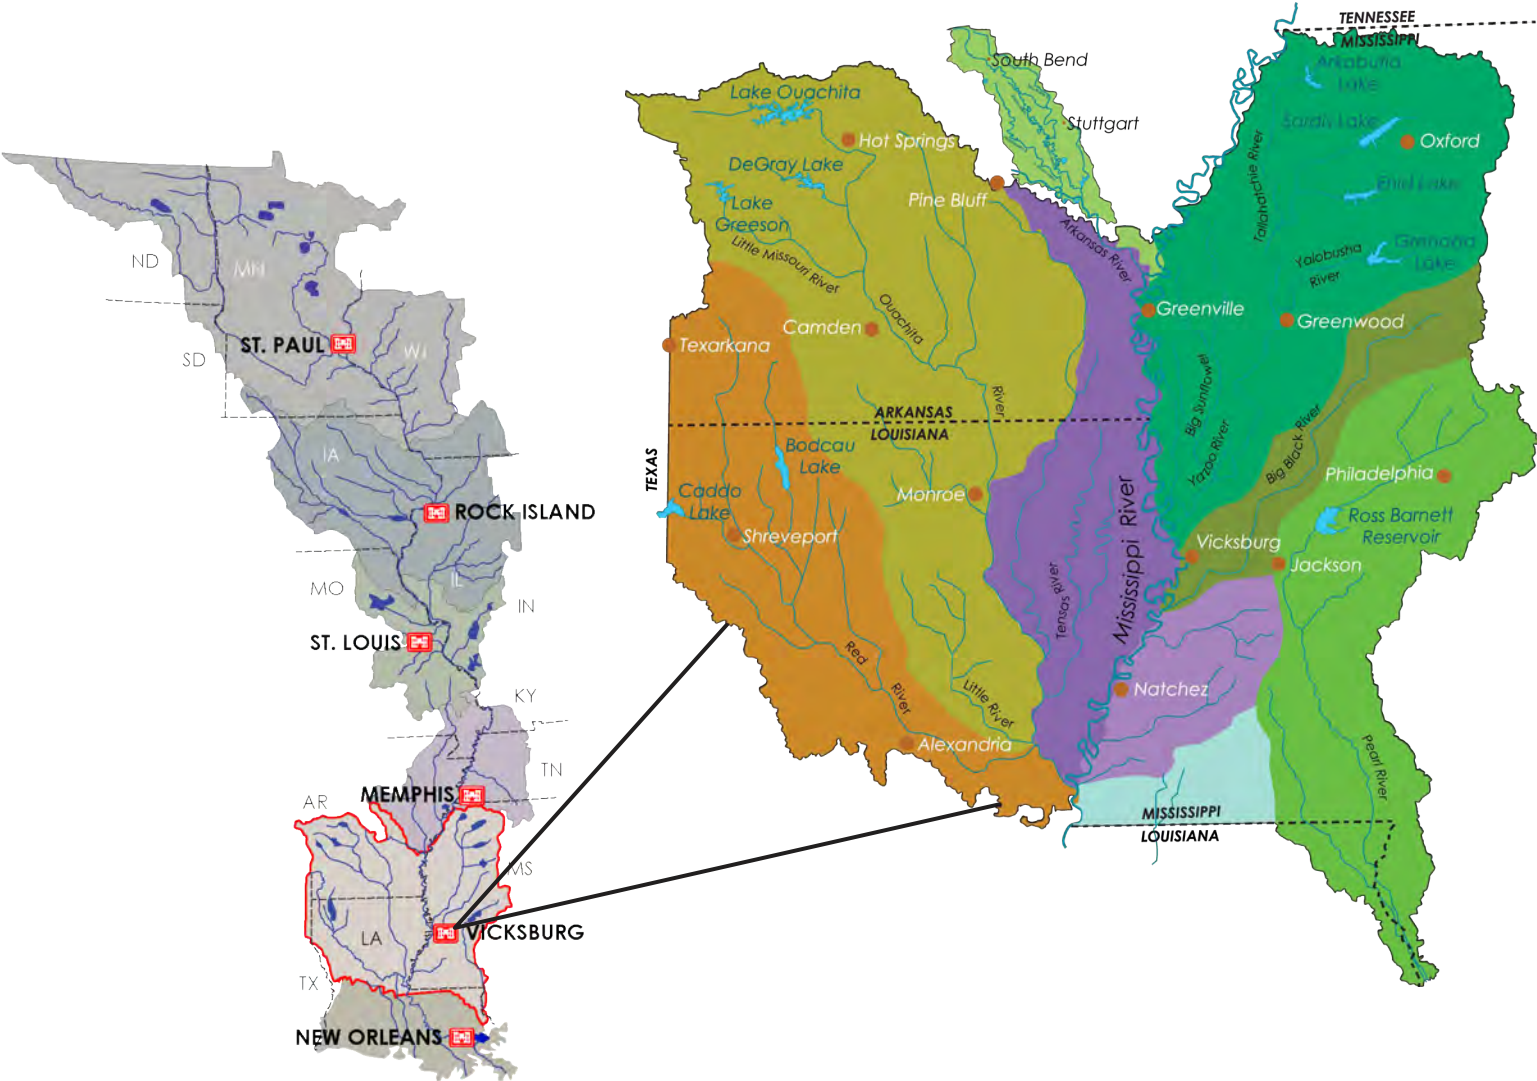 ND
MN
SD
ST. PAUL
WI
IA
ROCK ISLAND
MO
IL
IN
ST. LOUIS
KY
TN
MEMPHIS
AR
MS
LA
VICKSBURG
TX
NEW ORLEANS
TENNESSEE
MISSISSIPPI
South Bend
Stuttgart
Lake Ouachita
Hot Springs
DeGray Lake
Lake
Greeson
Pine Bluff
Little Missouri River
Arkansas River
Camden
Ouachita
River
Texarkana
ARKANSAS
LOUISIANA
TEXAS
Bodcau
Lake
Caddo
Lake
Monroe
Shreveport
Tensas River
Mississippi River
Red
River
Little River
Alexandria
Arkabutla
Lake
Sardis Lake
Oxford
Tallahatchie River
Enid Lake
Grenada
Lake
Yalobusha
River
Greenville
Greenwood
Big Sunflower
Yazoo River
Big Black River
Philadelphia
Ross Barnett
Reservoir
Vicksburg
Jackson
Natchez
Pearl River
MISSISSIPPI
LOUISIANA